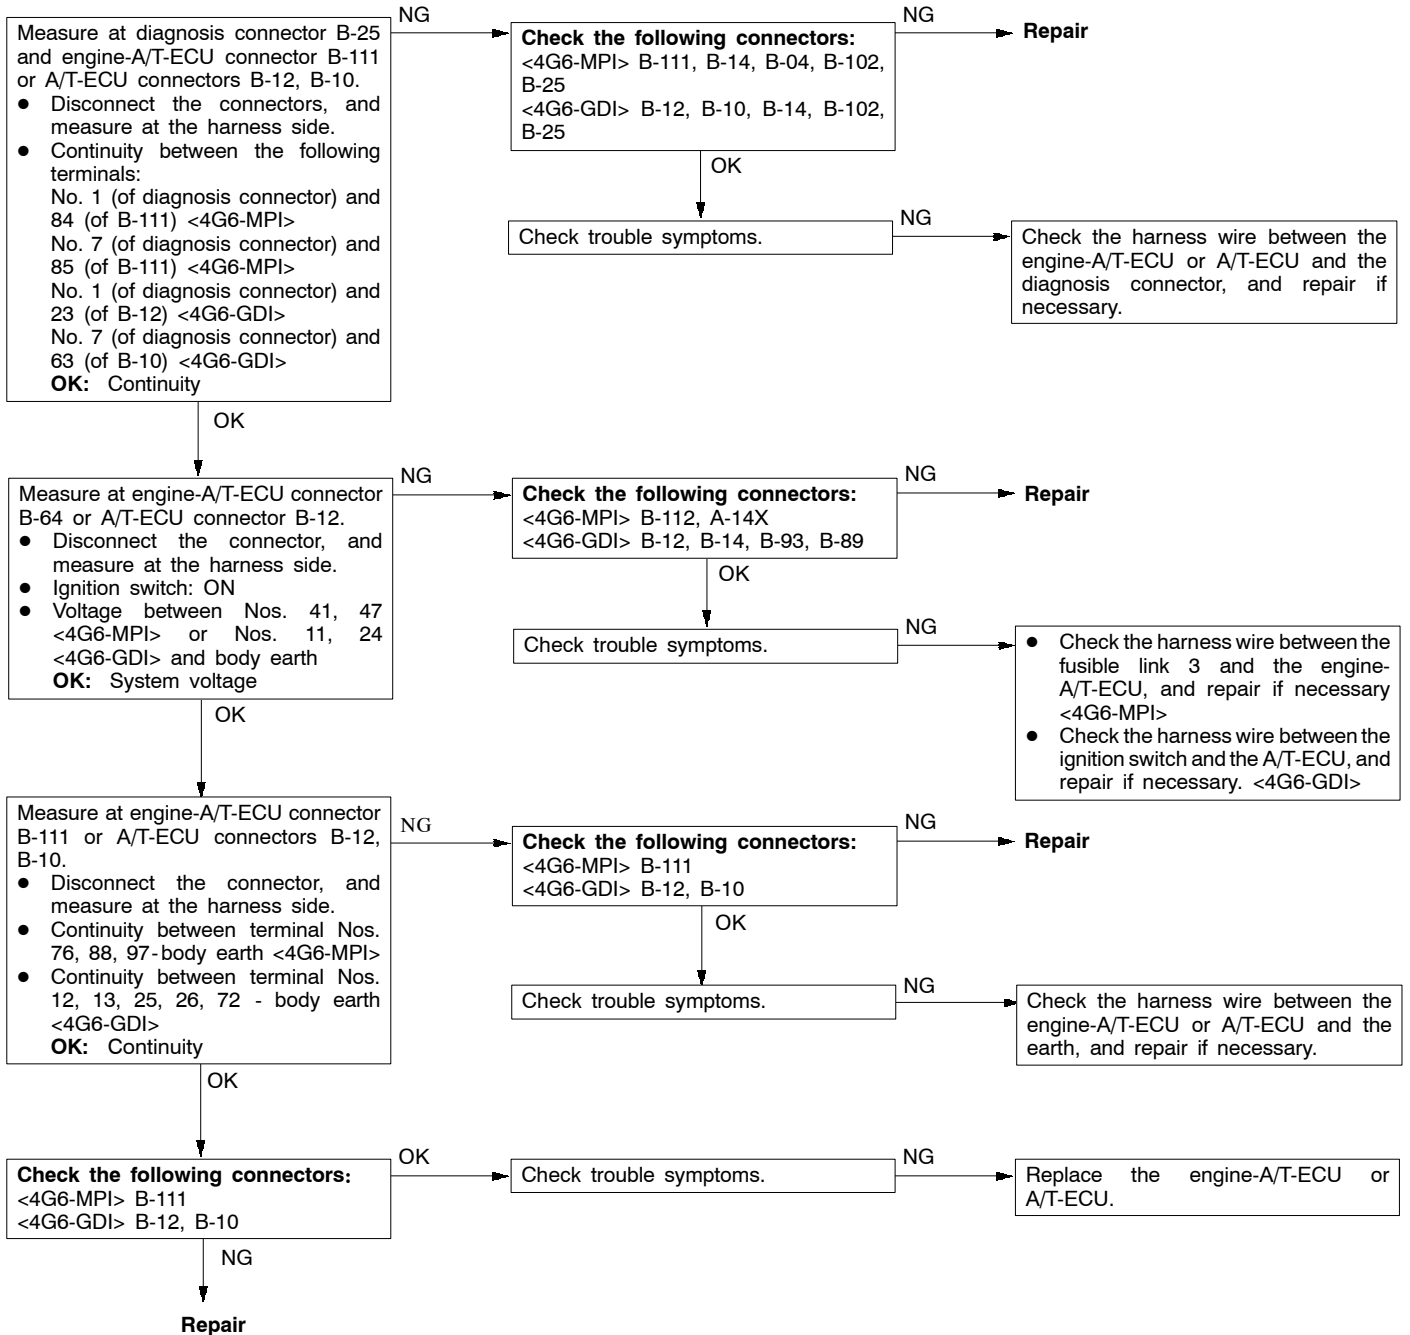 Measure at diagnosis connector B-25
and engine-A/T-ECU connector B-111
or A/T-ECU connectors B-12, B-10.
● Disconnect the connectors, and
measure at the harness side.
● Continuity between the following
terminals:
No. 1 (of diagnosis connector) and
84 (of B-111) <4G6-MPI>
No. 7 (of diagnosis connector) and
85 (of B-111) <4G6-MPI>
No. 1 (of diagnosis connector) and
23 (of B-12) <4G6-GDI>
No. 7 (of diagnosis connector) and
63 (of B-10) <4G6-GDI>
OK: Continuity
NG
Check the following connectors:
<4G6-MPI> B-111, B-14, B-04, B-102,
B-25
<4G6-GDI> B-12, B-10, B-14, B-102,
B-25
NG
Repair
OK
Check trouble symptoms.
NG
Check the harness wire between the
engine-A/T-ECU or A/T-ECU and the
diagnosis connector, and repair if
necessary.
OK
Measure at engine-A/T-ECU connector
B-64 or A/T-ECU connector B-12.
● Disconnect the connector, and
measure at the harness side.
● Ignition switch: ON
● Voltage between Nos. 41, 47
<4G6-MPI> or Nos. 11, 24
<4G6-GDI> and body earth
OK: System voltage
NG
Check the following connectors:
<4G6-MPI> B-112, A-14X
<4G6-GDI> B-12, B-14, B-93, B-89
NG
Repair
OK
Check trouble symptoms.
NG
● Check the harness wire between the
fusible link 3 and the engine-
A/T-ECU, and repair if necessary
<4G6-MPI>
● Check the harness wire between the
ignition switch and the A/T-ECU, and
repair if necessary. <4G6-GDI>
OK
Measure at engine-A/T-ECU connector
B-111 or A/T-ECU connectors B-12,
B-10.
● Disconnect the connector, and
measure at the harness side.
● Continuity between terminal Nos.
76, 88, 97-body earth <4G6-MPI>
● Continuity between terminal Nos.
12, 13, 25, 26, 72 - body earth
<4G6-GDI>
OK: Continuity
NG
Check the following connectors:
<4G6-MPI> B-111
<4G6-GDI> B-12, B-10
NG
Repair
OK
Check trouble symptoms.
NG
Check the harness wire between the
engine-A/T-ECU or A/T-ECU and the
earth, and repair if necessary.
OK
Check the following connectors:
<4G6-MPI> B-111
<4G6-GDI> B-12, B-10
OK
Check trouble symptoms.
NG
Replace the engine-A/T-ECU or
A/T-ECU.
NG
Repair